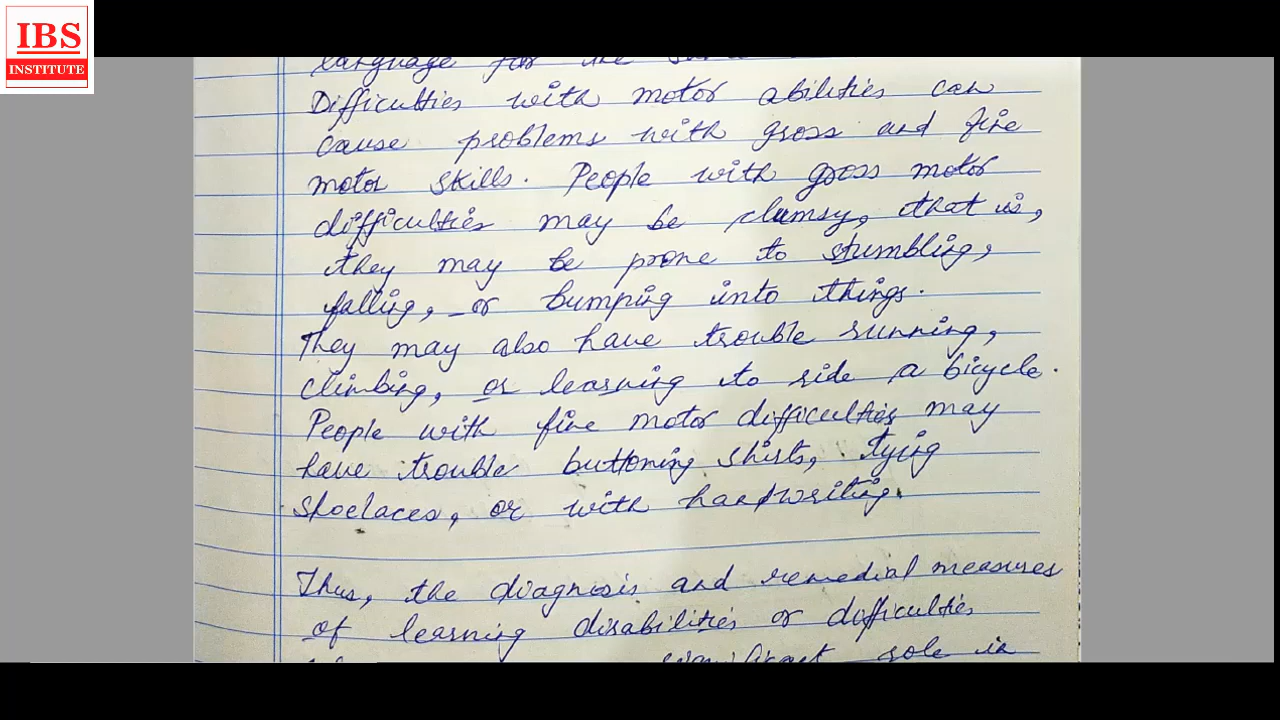 IBS
INSTITUTE
language for the
Difficulties with motor abilities can
cause problems with gross and fine
motor skills. People with gross motor
difficulties may be clumsy, that is,
they may be prone to stumbling,
falling, or bumping into things.
They may also have trouble running,
climbing, or learning to ride a bicycle.
People with fine motor difficulties may
have trouble buttoning shirts, tying
shoelaces, or with handwriting.
Thus, the diagnosis and remedial measures
of learning disabilities or difficulties
significant role in